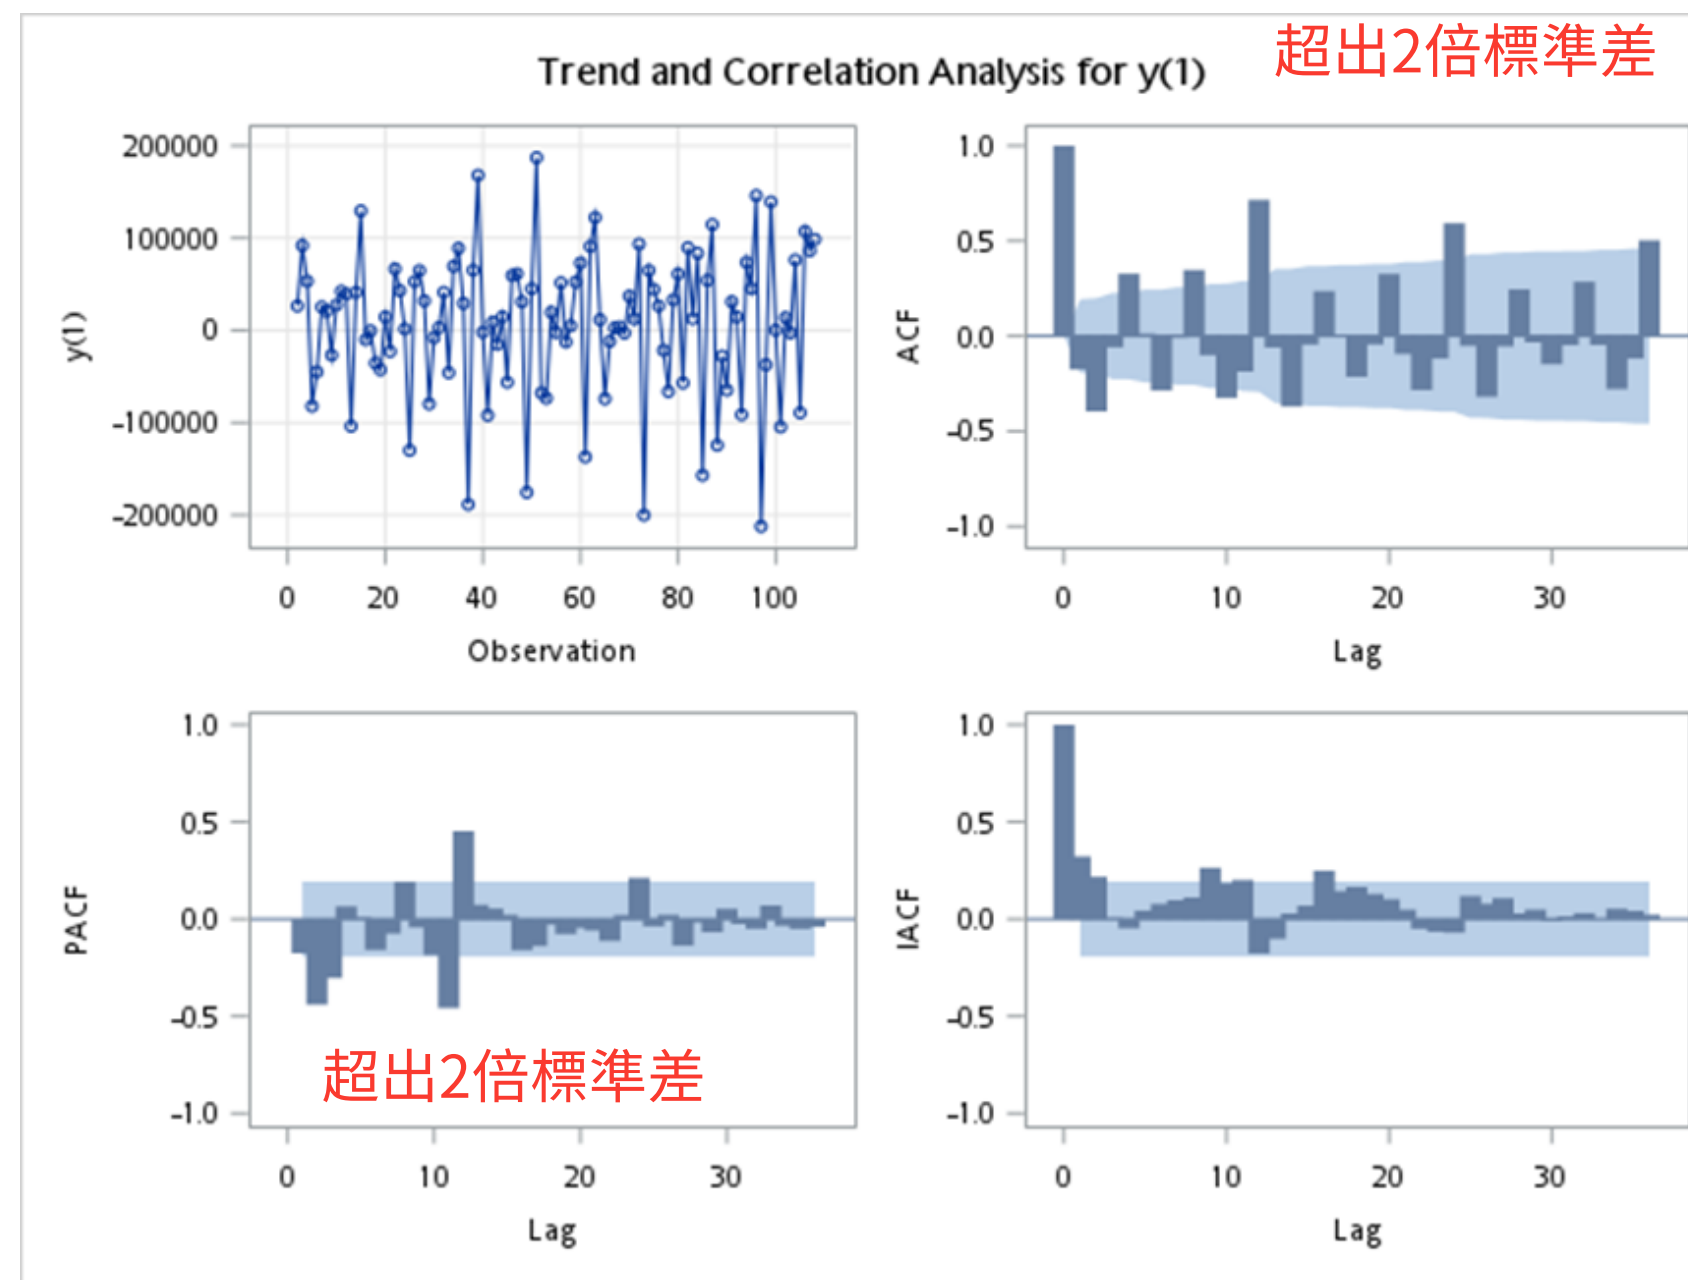 超出2倍標準差
Trend and Correlation Analysis for y(1)
200000
100000
0
-100000
-200000
y(1)
0 20 40 60 80 100
Observation
1.0
0.5
0.0
-0.5
-1.0
ACF
0 10 20 30
Lag
1.0
0.5
0.0
-0.5
-1.0
PACF
超出2倍標準差
0 10 20 30
Lag
1.0
0.5
0.0
-0.5
-1.0
IACF
0 10 20 30
Lag